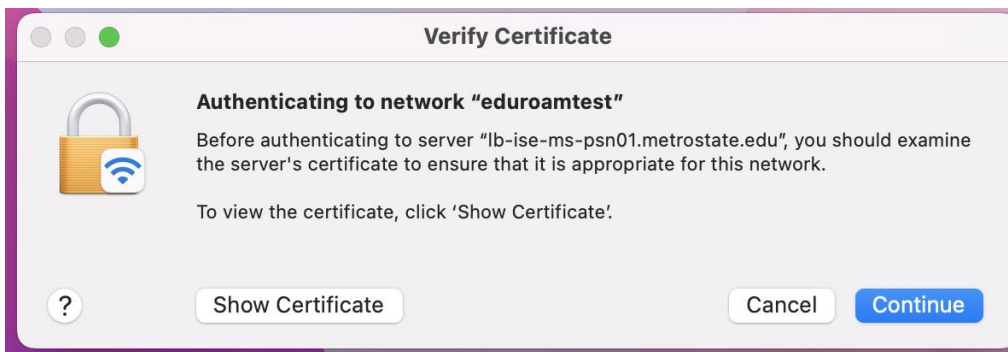 Verify Certificate
Authenticating to network “eduroamtest”
Before authenticating to server “lb-ise-ms-psn01.metrostate.edu”, you should examine
the server's certificate to ensure that it is appropriate for this network.
To view the certificate, click ‘Show Certificate’.
?
Show Certificate
Cancel
Continue